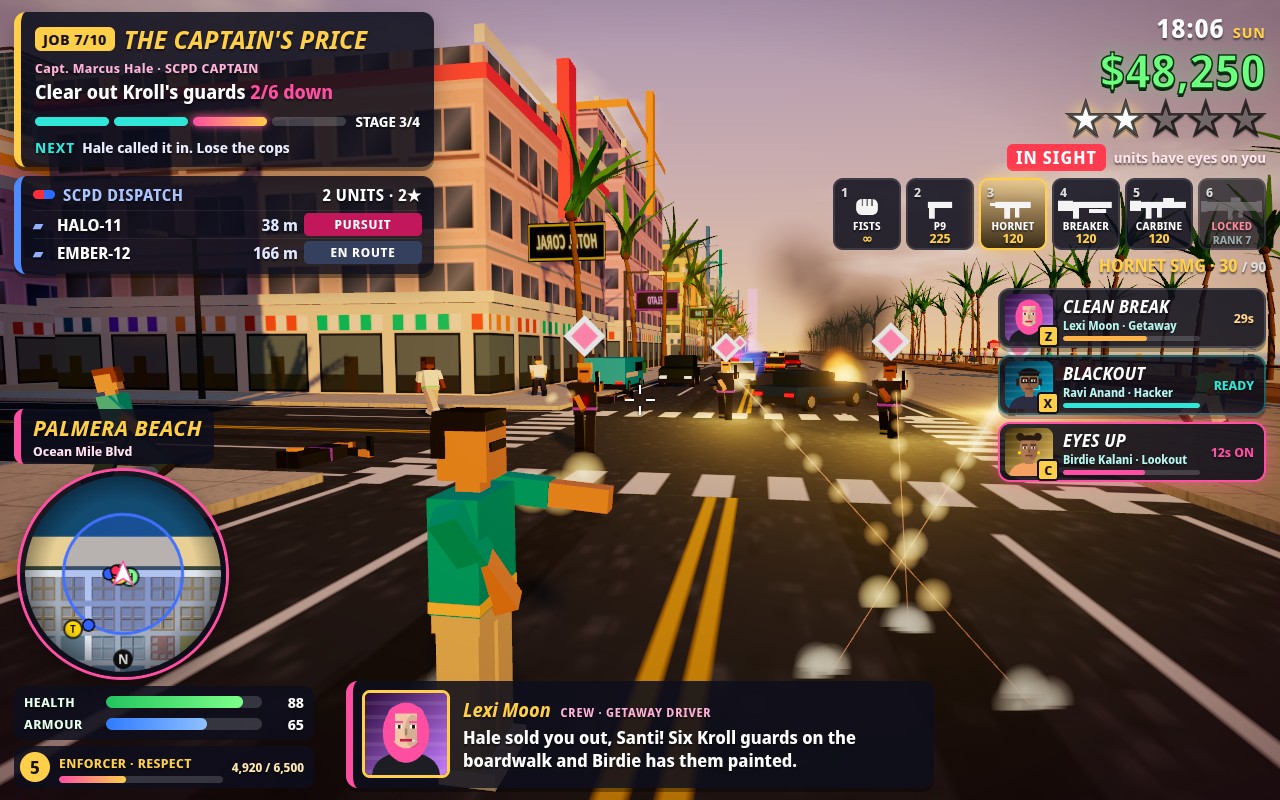 JOB 7/10 THE CAPTAIN'S PRICE
Capt. Marcus Hale · SCPD CAPTAIN
Clear out Kroll's guards 2/6 down
STAGE 3/4
NEXT Hale called it in. Lose the cops
SCPD DISPATCH 2 UNITS · 2★
HALO-11 38 m PURSUIT
EMBER-12 166 m EN ROUTE
18:06 SUN
$48,250
IN SIGHT units have eyes on you
1 FISTS ∞
2 P9 225
3 HORNET 120
4 BREAKER 120
5 CARBINE 120
6 LOCKED RANK 7
HORNET SMG · 30 / 90
CLEAN BREAK
Lexi Moon · Getaway
29s
Z
BLACKOUT
Ravi Anand · Hacker
READY
X
EYES UP
Birdie Kalani · Lookout
12s ON
C
HOTEL CORAL
GELATO
PALMERA BEACH
Ocean Mile Blvd
T
N
HEALTH 88
ARMOUR 65
5 ENFORCER · RESPECT 4,920 / 6,500
Lexi Moon CREW · GETAWAY DRIVER
Hale sold you out, Santi! Six Kroll guards on the
boardwalk and Birdie has them painted.